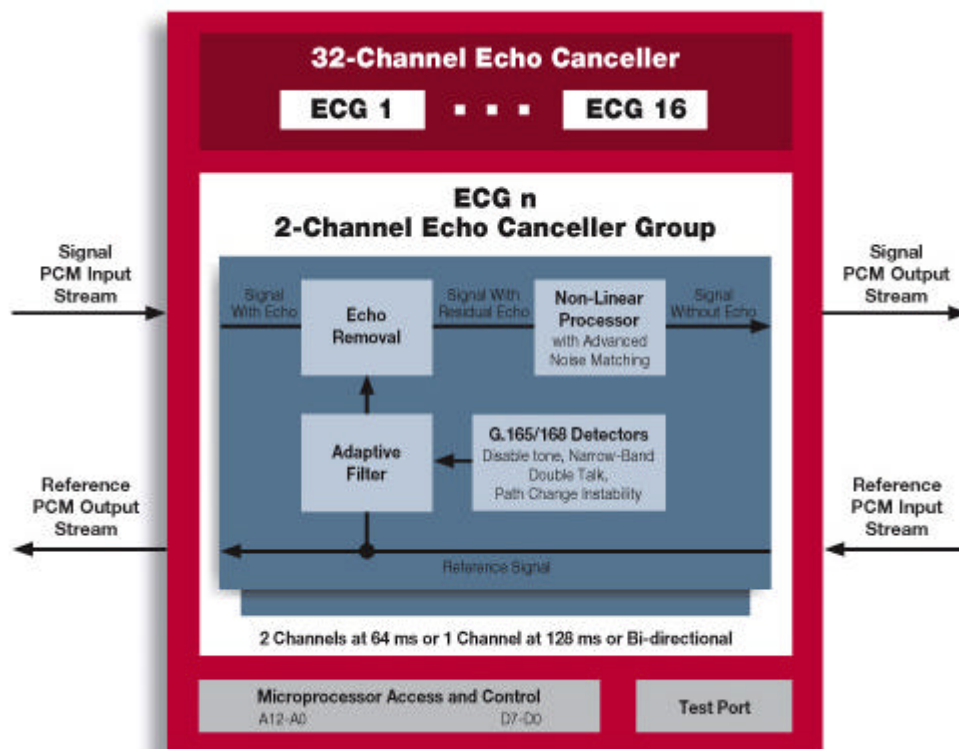 32-Channel Echo Canceller
ECG 1
ECG 16
ECG n
2-Channel Echo Canceller Group
Signal
PCM Input
Stream
Signal
PCM Output
Stream
Signal
With Echo
Echo
Removal
Signal With
Residual Echo
Non-Linear
Processor
with Advanced
Noise Matching
Signal
Without Echo
Adaptive
Filter
G.165/168 Detectors
Disable tone, Narrow-Band
Double Talk,
Path Change Instability
Reference
PCM Output
Stream
Reference
PCM Input
Stream
Reference Signal
2 Channels at 64 ms or 1 Channel at 128 ms or Bi-directional
Microprocessor Access and Control
A12-A0
D7-D0
Test Port